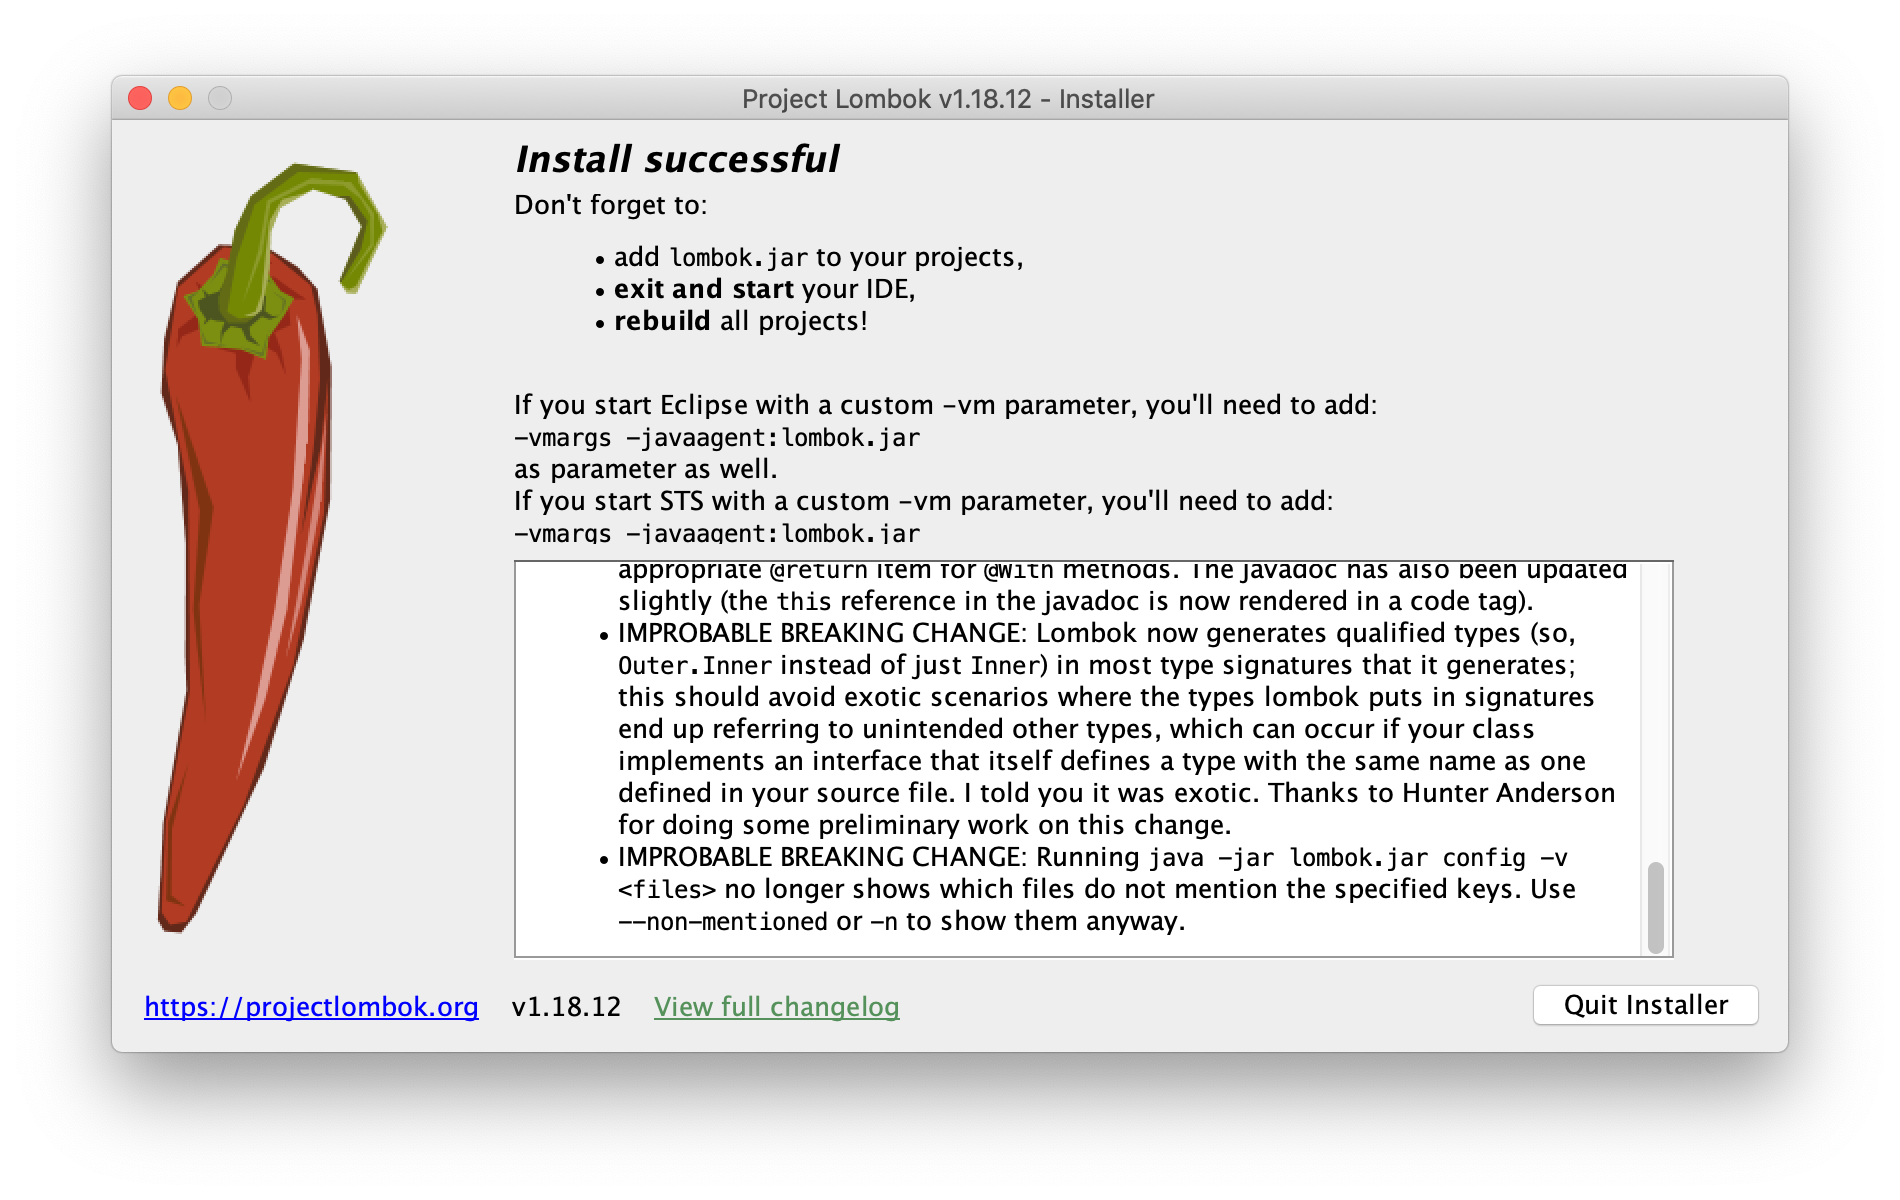 Project Lombok v1.18.12 - Installer
Install successful
Don't forget to:
• add lombok.jar to your projects,
• exit and start your IDE,
• rebuild all projects!
If you start Eclipse with a custom -vm parameter, you'll need to add:
-vmargs -javaagent:lombok.jar
as parameter as well.
If you start STS with a custom -vm parameter, you'll need to add:
-vmargs -javaagent:lombok.jar
appropriate @return item for @With methods. The javadoc has also been updated
slightly (the this reference in the javadoc is now rendered in a code tag).
• IMPROBABLE BREAKING CHANGE: Lombok now generates qualified types (so,
Outer.Inner instead of just Inner) in most type signatures that it generates;
this should avoid exotic scenarios where the types lombok puts in signatures
end up referring to unintended other types, which can occur if your class
implements an interface that itself defines a type with the same name as one
defined in your source file. I told you it was exotic. Thanks to Hunter Anderson
for doing some preliminary work on this change.
• IMPROBABLE BREAKING CHANGE: Running java -jar lombok.jar config -v
<files> no longer shows which files do not mention the specified keys. Use
--non-mentioned or -n to show them anyway.
https://projectlombok.org v1.18.12 View full changelog
Quit Installer